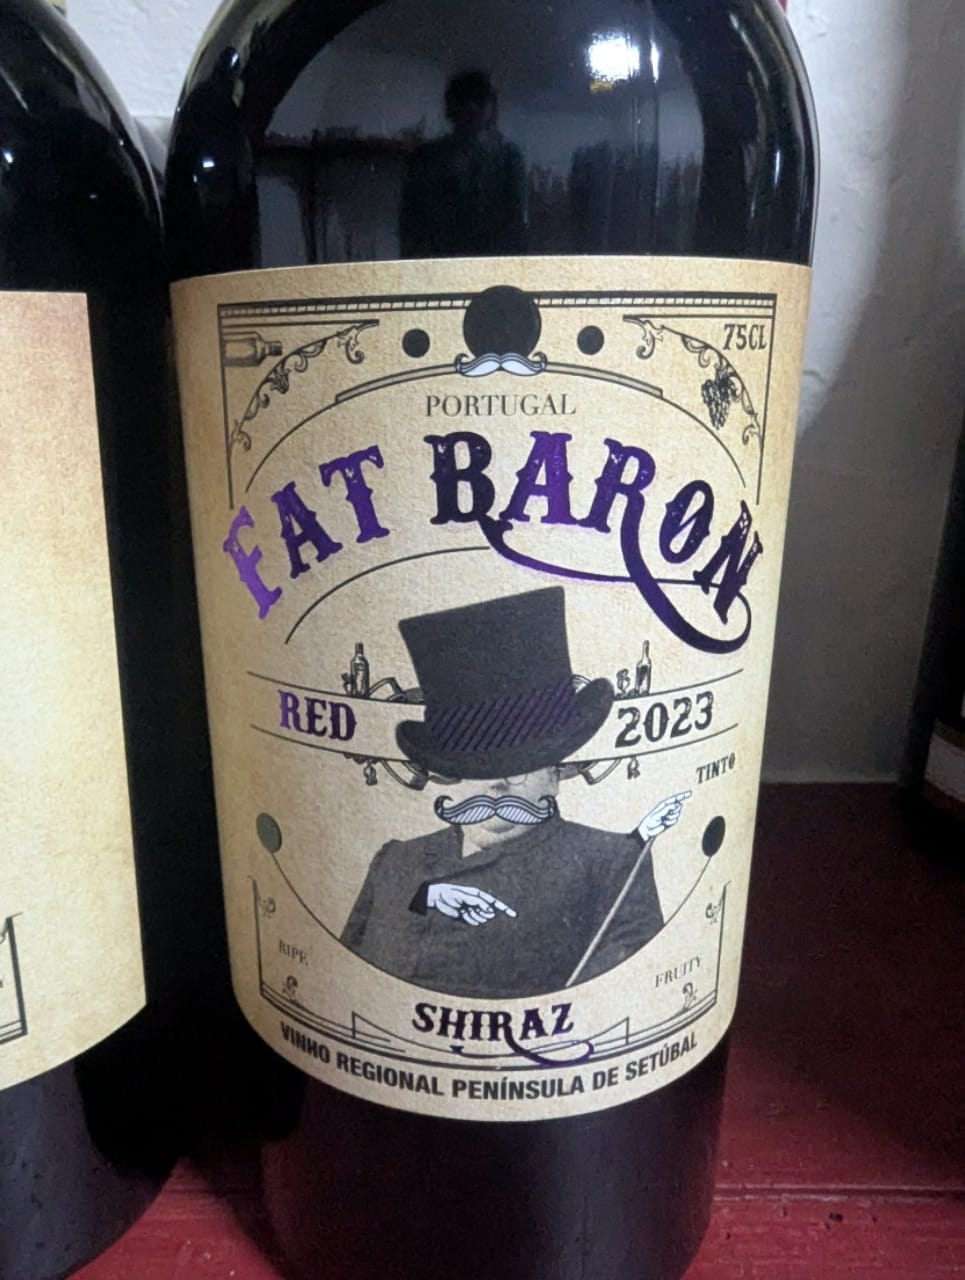 75CL
PORTUGAL
FAT BARON
RED
2023
TINTO
RIPE
FRUITY
SHIRAZ
VINHO REGIONAL PENÍNSULA DE SETÚBAL